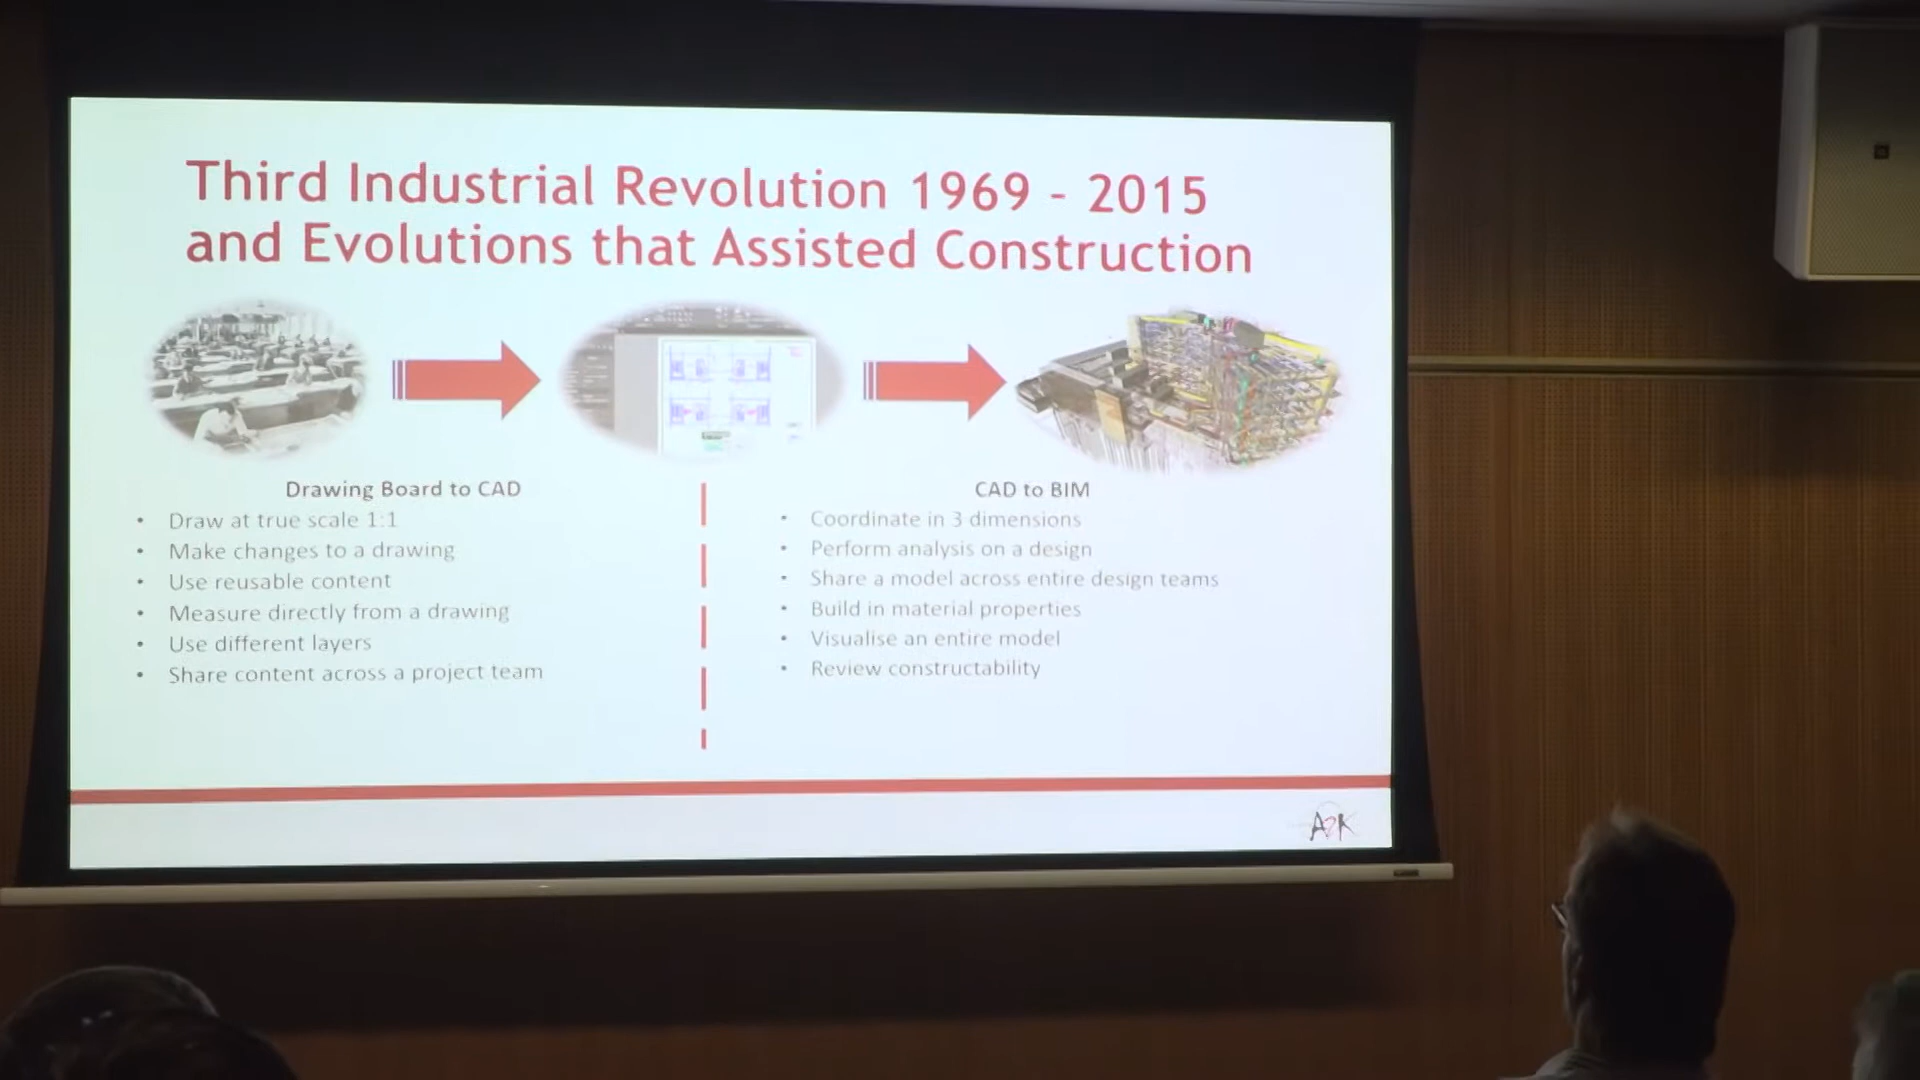 Third Industrial Revolution 1969 - 2015
and Evolutions that Assisted Construction
Drawing Board to CAD
• Draw at true scale 1:1
• Make changes to a drawing
• Use reusable content
• Measure directly from a drawing
• Use different layers
• Share content across a project team
CAD to BIM
• Coordinate in 3 dimensions
• Perform analysis on a design
• Share a model across entire design teams
• Build in material properties
• Visualise an entire model
• Review constructability
A2K